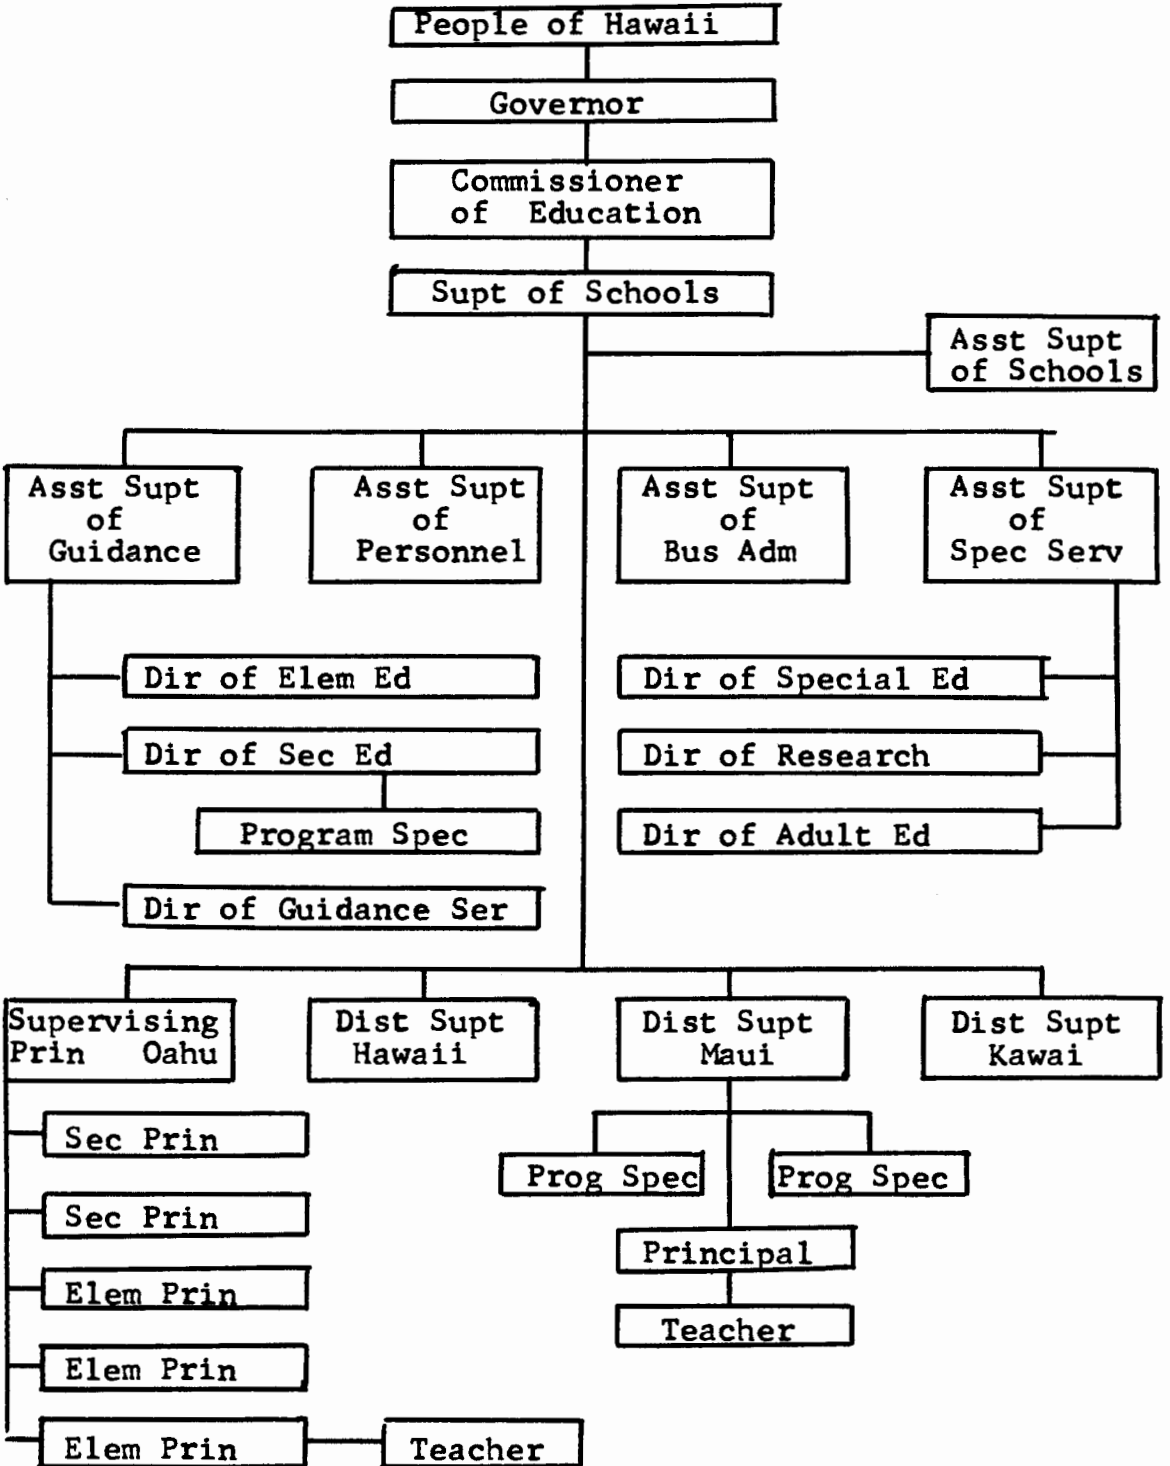 People of Hawaii
Governor
Commissioner
of Education
Supt of Schools
Asst Supt
of Schools
Asst Supt
of
Guidance
Asst Supt
of
Personnel
Asst Supt
of
Bus Adm
Asst Supt
of
Spec Serv
Dir of Elem Ed
Dir of Sec Ed
Program Spec
Dir of Guidance Ser
Dir of Special Ed
Dir of Research
Dir of Adult Ed
Supervising
Prin Oahu
Dist Supt
Hawaii
Dist Supt
Maui
Dist Supt
Kawai
Sec Prin
Sec Prin
Elem Prin
Elem Prin
Elem Prin
Teacher
Prog Spec
Prog Spec
Principal
Teacher